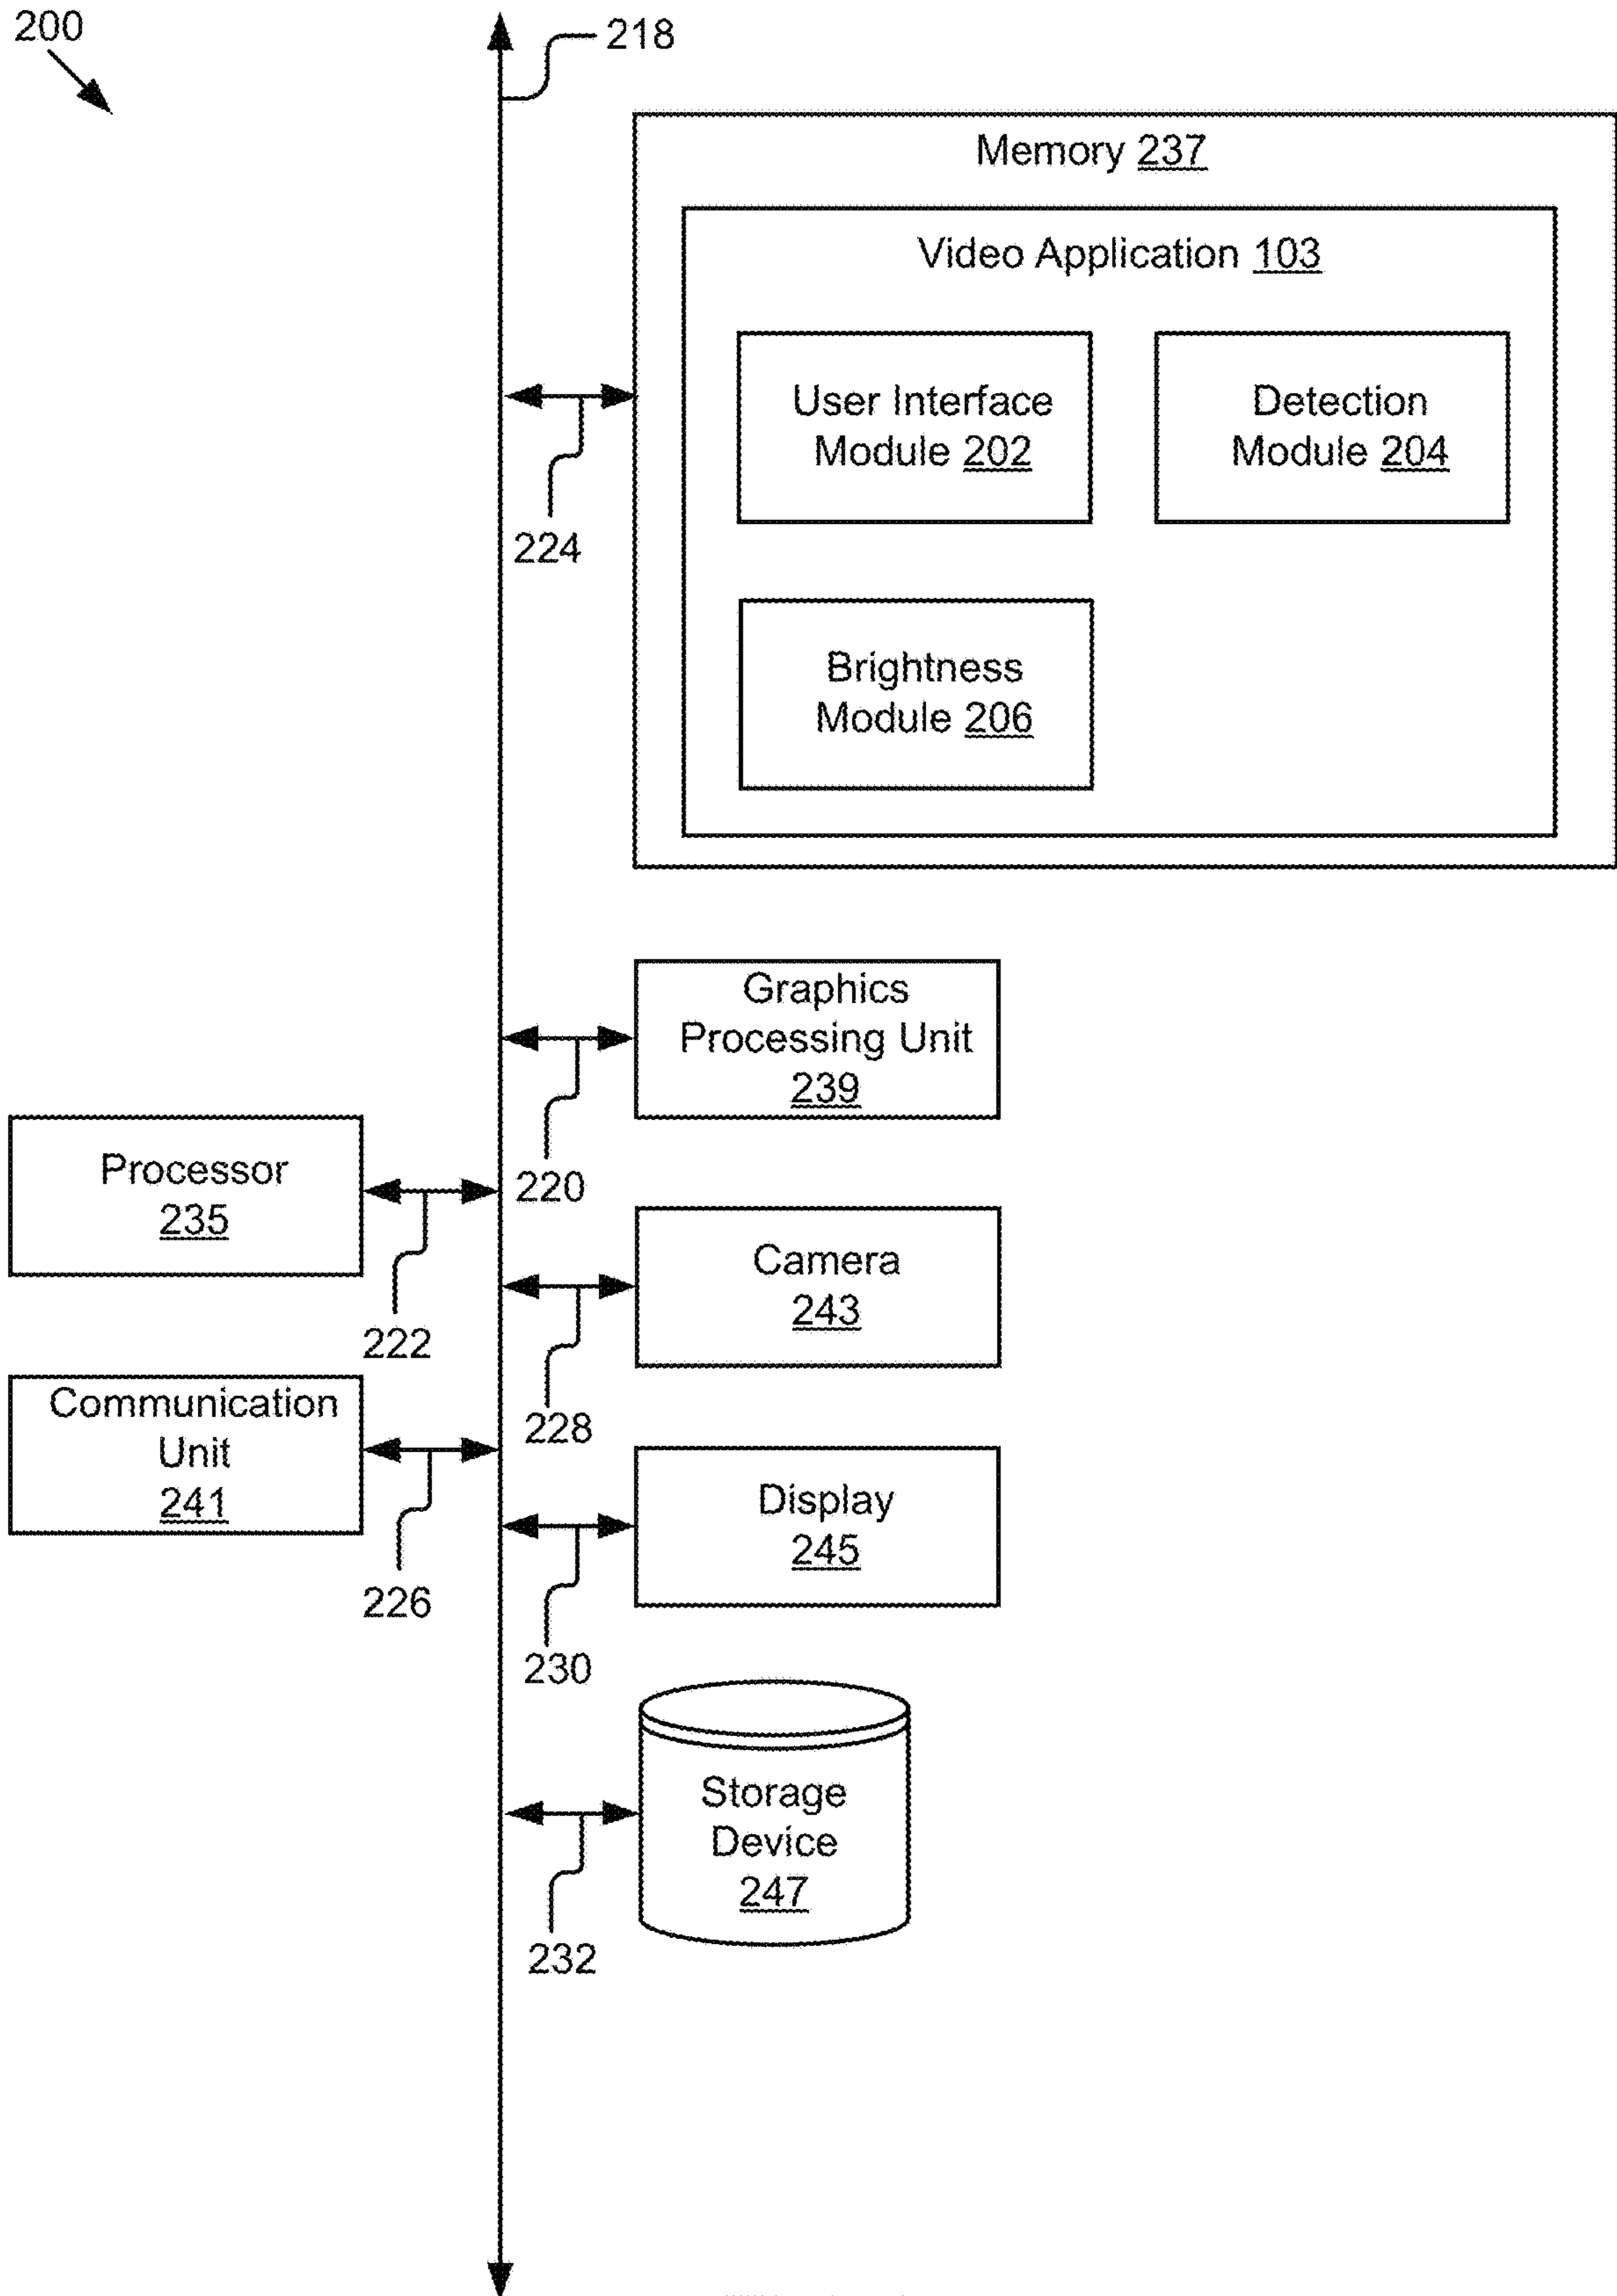 200
218
Memory 237
Video Application 103
User Interface
Module 202
Detection
Module 204
224
Brightness
Module 206
Graphics
Processing Unit
239
220
Processor
235
222
Camera
243
228
Communication
Unit
241
226
Display
245
230
Storage
Device
247
232